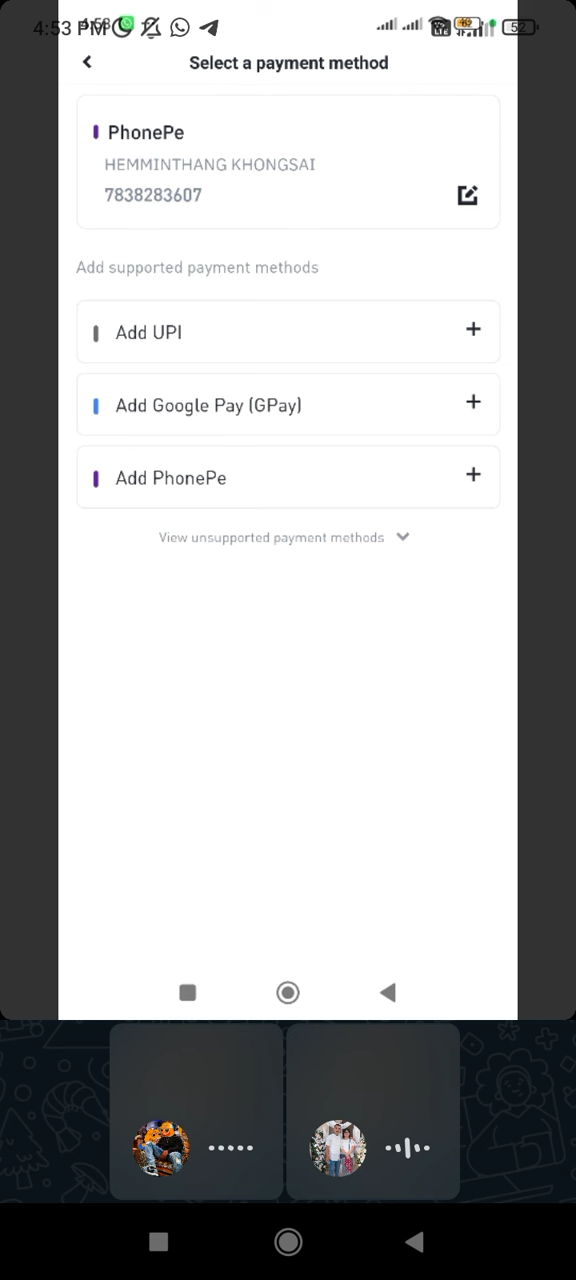 4:53 PM
52
Select a payment method
PhonePe
HEMMINTHANG KHONGSAI
7838283607
Add supported payment methods
Add UPI
+
Add Google Pay (GPay)
+
Add PhonePe
+
View unsupported payment methods